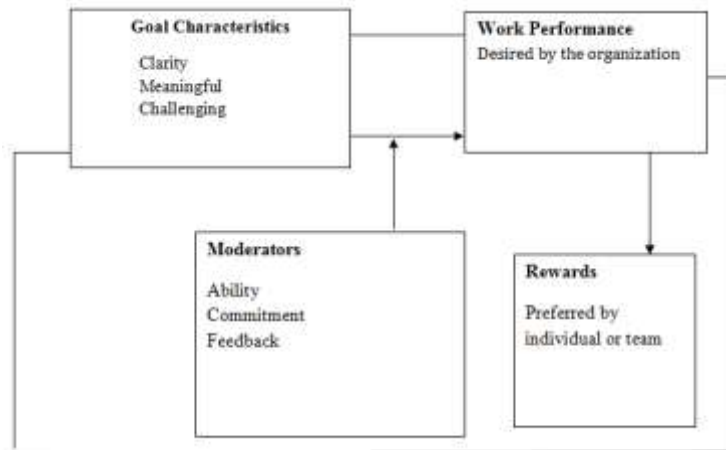 Goal Characteristics
Clarity
Meaningful
Challenging
Work Performance
Desired by the organization
Moderators
Ability
Commitment
Feedback
Rewards
Preferred by
individual or team